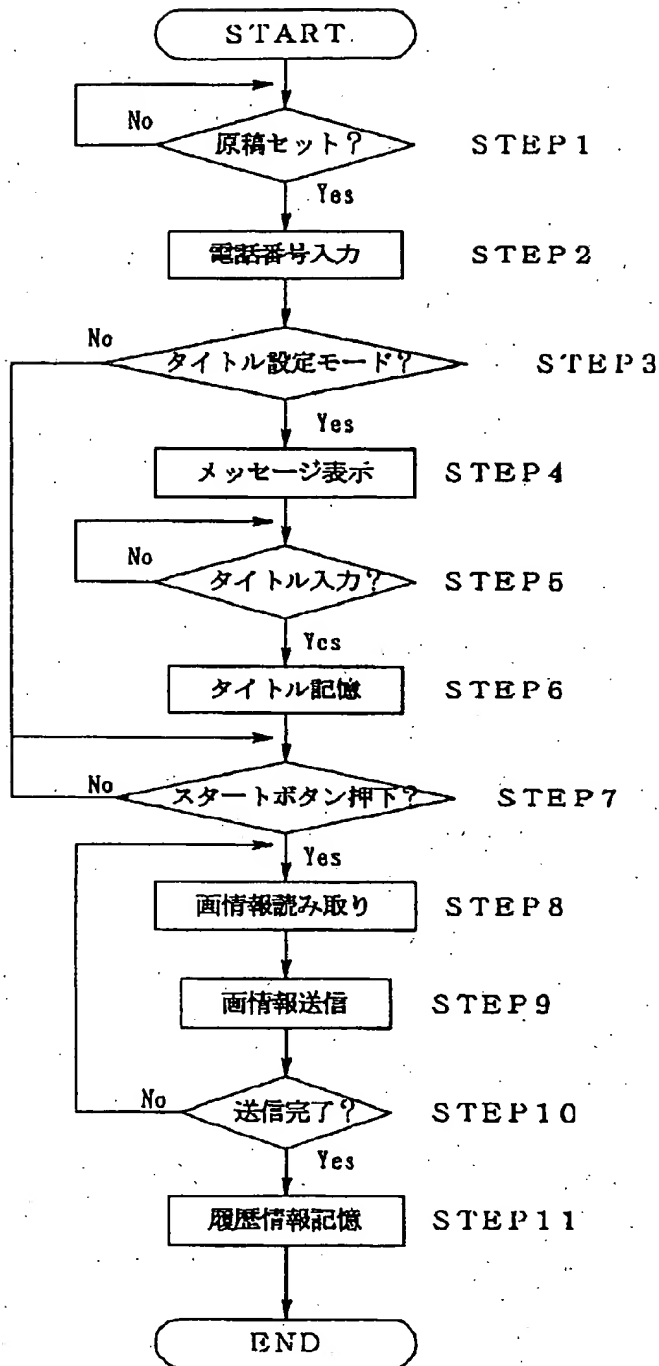 START
No
原稿セット?
STEP1
Yes
電話番号入力
STEP2
No
タイトル設定モード?
STEP3
Yes
メッセージ表示
STEP4
No
タイトル入力?
STEP5
Yes
タイトル記憶
STEP6
No
スタートボタン押下?
STEP7
Yes
画情報読み取り
STEP8
画情報送信
STEP9
No
送信完了?
STEP10
Yes
履歴情報記憶
STEP11
END